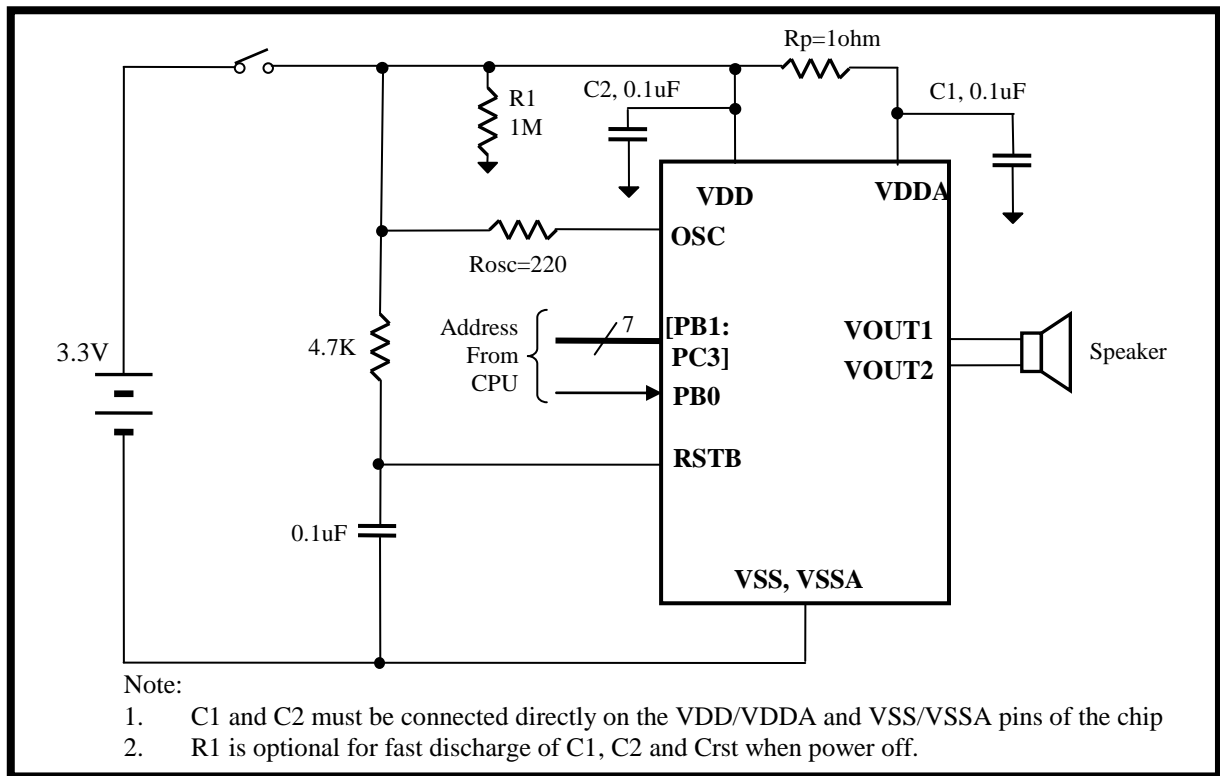 Rp=1ohm
C2, 0.1uF
C1, 0.1uF
R1
1M
VDD
VDDA
OSC
Rosc=220
Address
From
CPU
7
[PB1:
PC3]
PB0
VOUT1
VOUT2
Speaker
4.7K
3.3V
RSTB
0.1uF
VSS, VSSA
Note:
1. C1 and C2 must be connected directly on the VDD/VDDA and VSS/VSSA pins of the chip
2. R1 is optional for fast discharge of C1, C2 and Crst when power off.